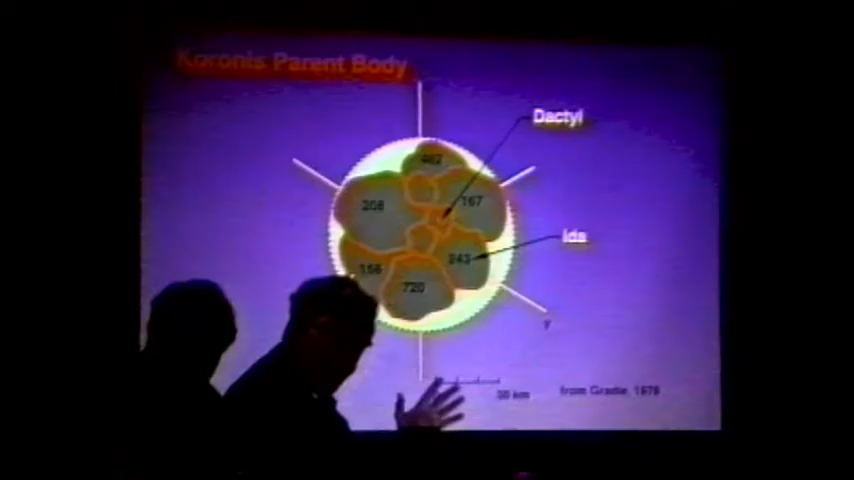 Koronis Parent Body
Dactyl
462
208
167
Ida
243
158
720
Y
30 km
from Gradie, 1979